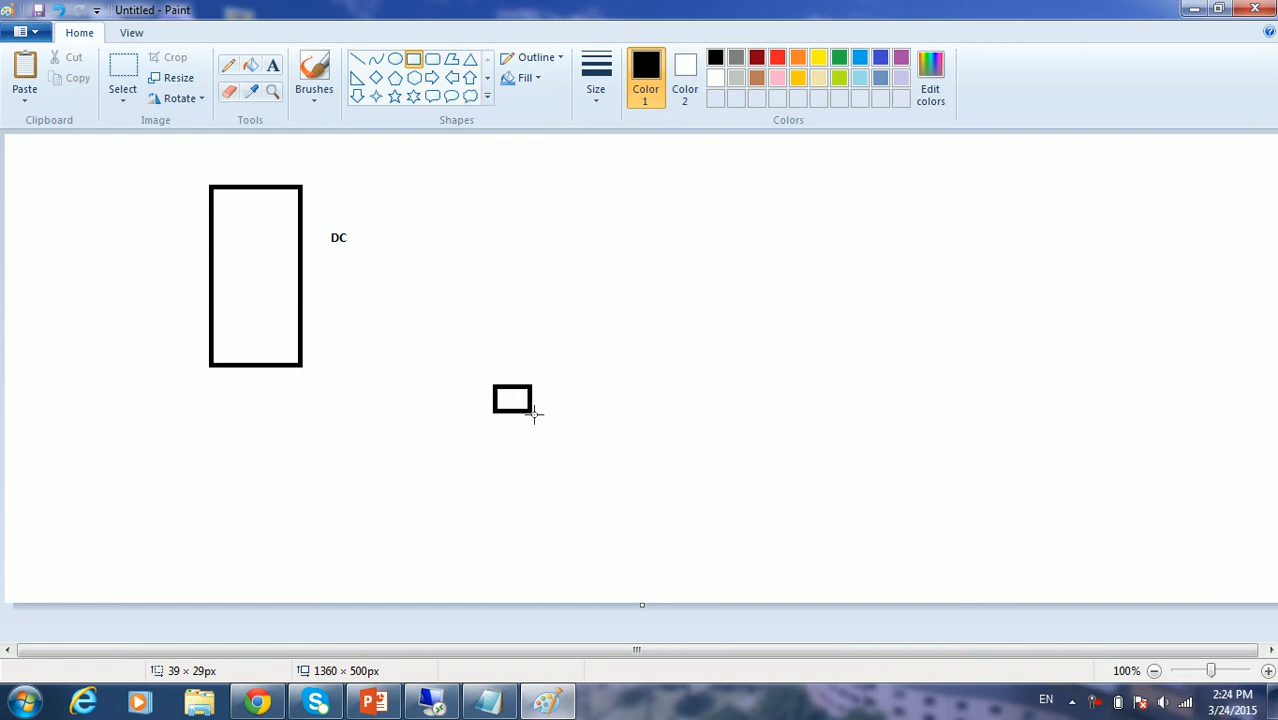 Untitled - Paint
Home
View
Paste
Cut
Copy
Clipboard
Select
Crop
Resize
Rotate
Image
A
Tools
Brushes
Outline
Fill
Shapes
Size
Color 1
Color 2
Edit colors
Colors
DC
39 × 29px
1360 × 500px
100%
EN
2:24 PM
3/24/2015